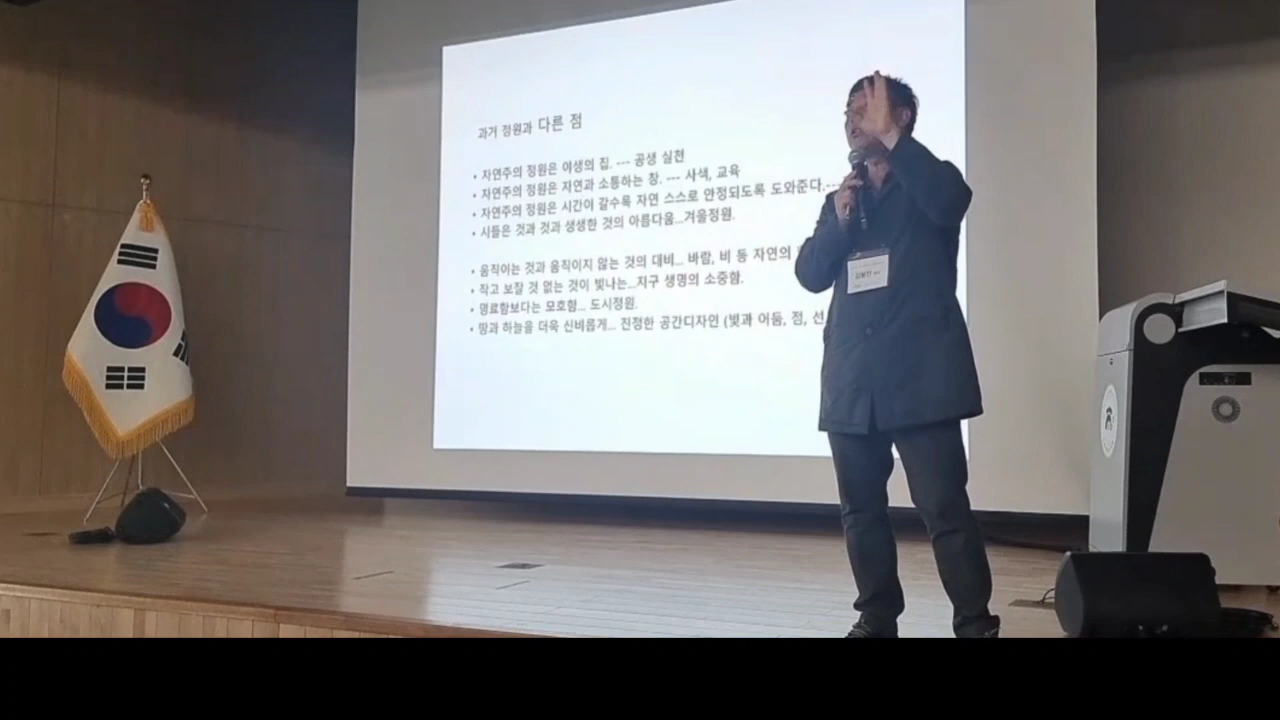 과거 정원과 다른 점
• 자연주의 정원은 야생의 집. --- 공생 실천
• 자연주의 정원은 자연과 소통하는 창. --- 사색, 교육
• 자연주의 정원은 시간이 갈수록 자연 스스로 안정되도록 도와준다.---
• 시들은 것과 것과 생생한 것의 아름다움...겨울정원.
• 움직이는 것과 움직이지 않는 것의 대비... 바람, 비 등 자연의
• 작고 보잘 것 없는 것이 빛나는...지구 생명의 소중함.
• 명료함보다는 모호함... 도시정원.
• 땅과 하늘을 더욱 신비롭게... 진정한 공간디자인 (빛과 어둠, 점, 선